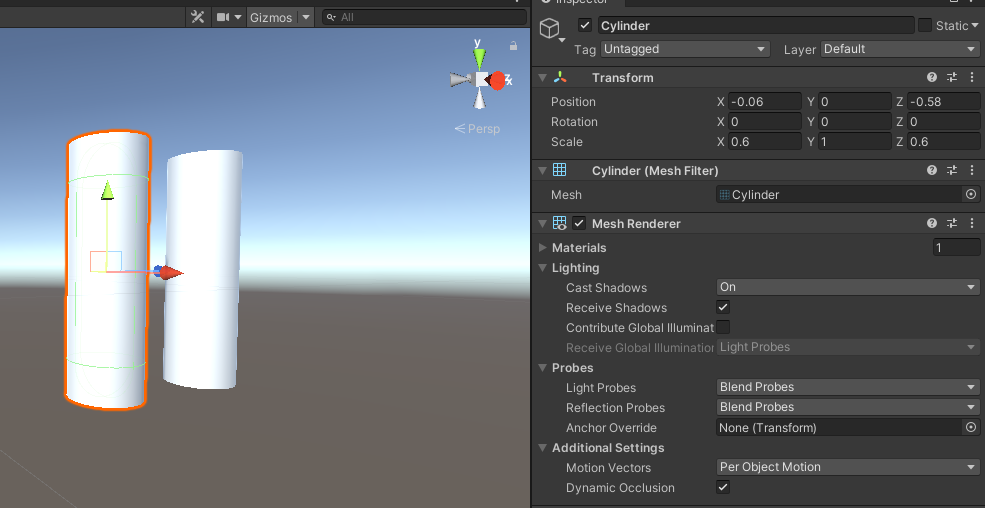 Gizmos
All
y
x
Persp
Inspector
Cylinder
Static
Tag Untagged Layer Default
Transform
Position X -0.06 Y 0 Z -0.58
Rotation X 0 Y 0 Z 0
Scale X 0.6 Y 1 Z 0.6
Cylinder (Mesh Filter)
Mesh Cylinder
Mesh Renderer
Materials 1
Lighting
Cast Shadows On
Receive Shadows
Contribute Global Illuminat
Receive Global Illumination Light Probes
Probes
Light Probes Blend Probes
Reflection Probes Blend Probes
Anchor Override None (Transform)
Additional Settings
Motion Vectors Per Object Motion
Dynamic Occlusion